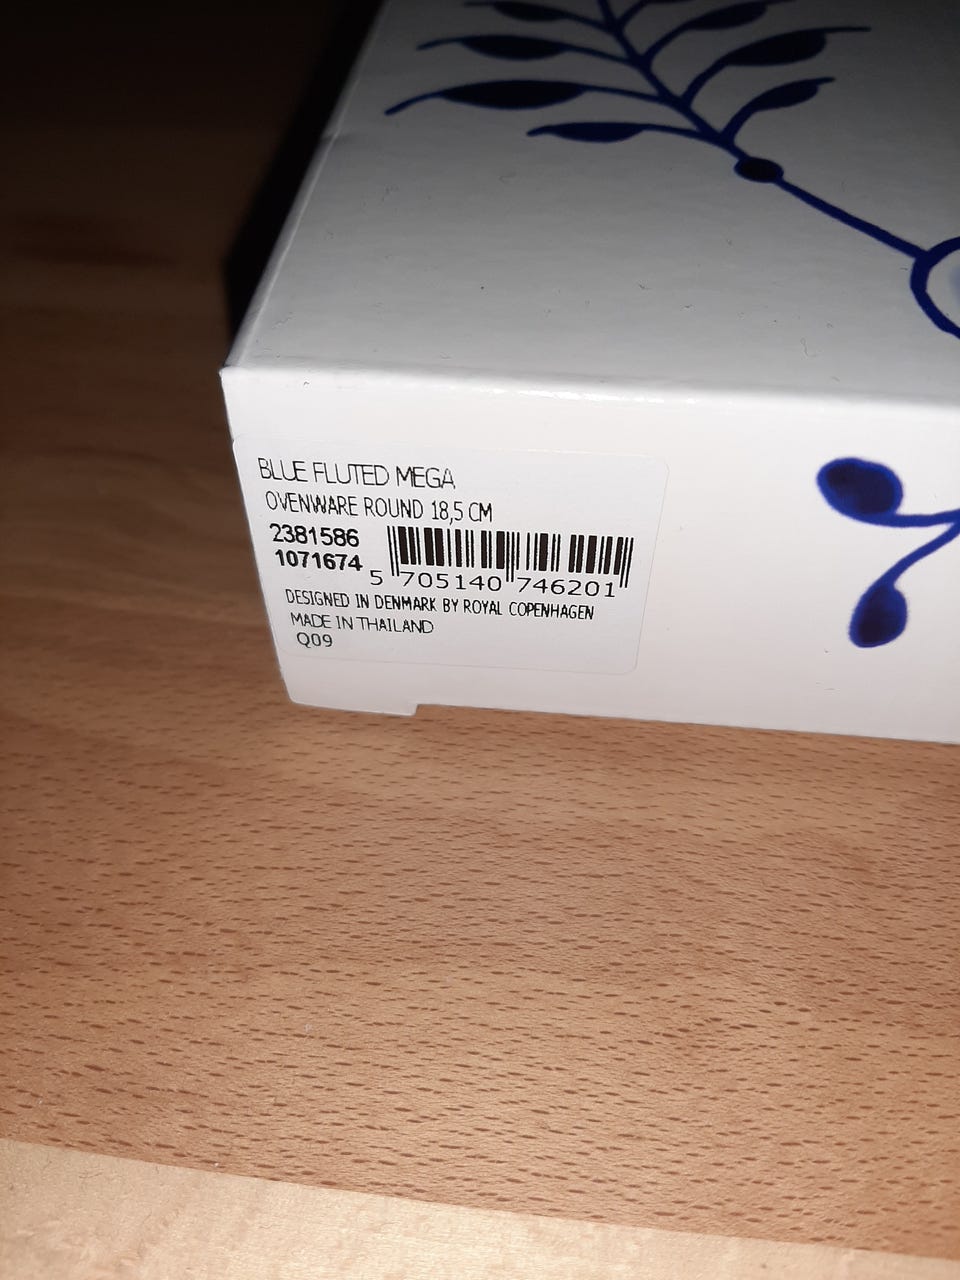 BLUE FLUTED MEGA
OVENWARE ROUND 18,5 CM
2381586
1071674
5 705140 746201
DESIGNED IN DENMARK BY ROYAL COPENHAGEN
MADE IN THAILAND
Q09